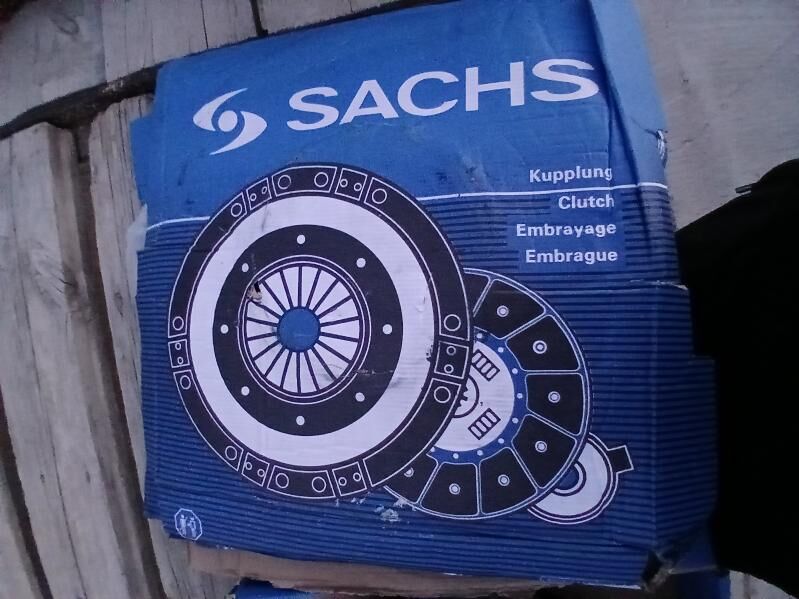 SACHS
Kupplung
Clutch
Embrayage
Embrague